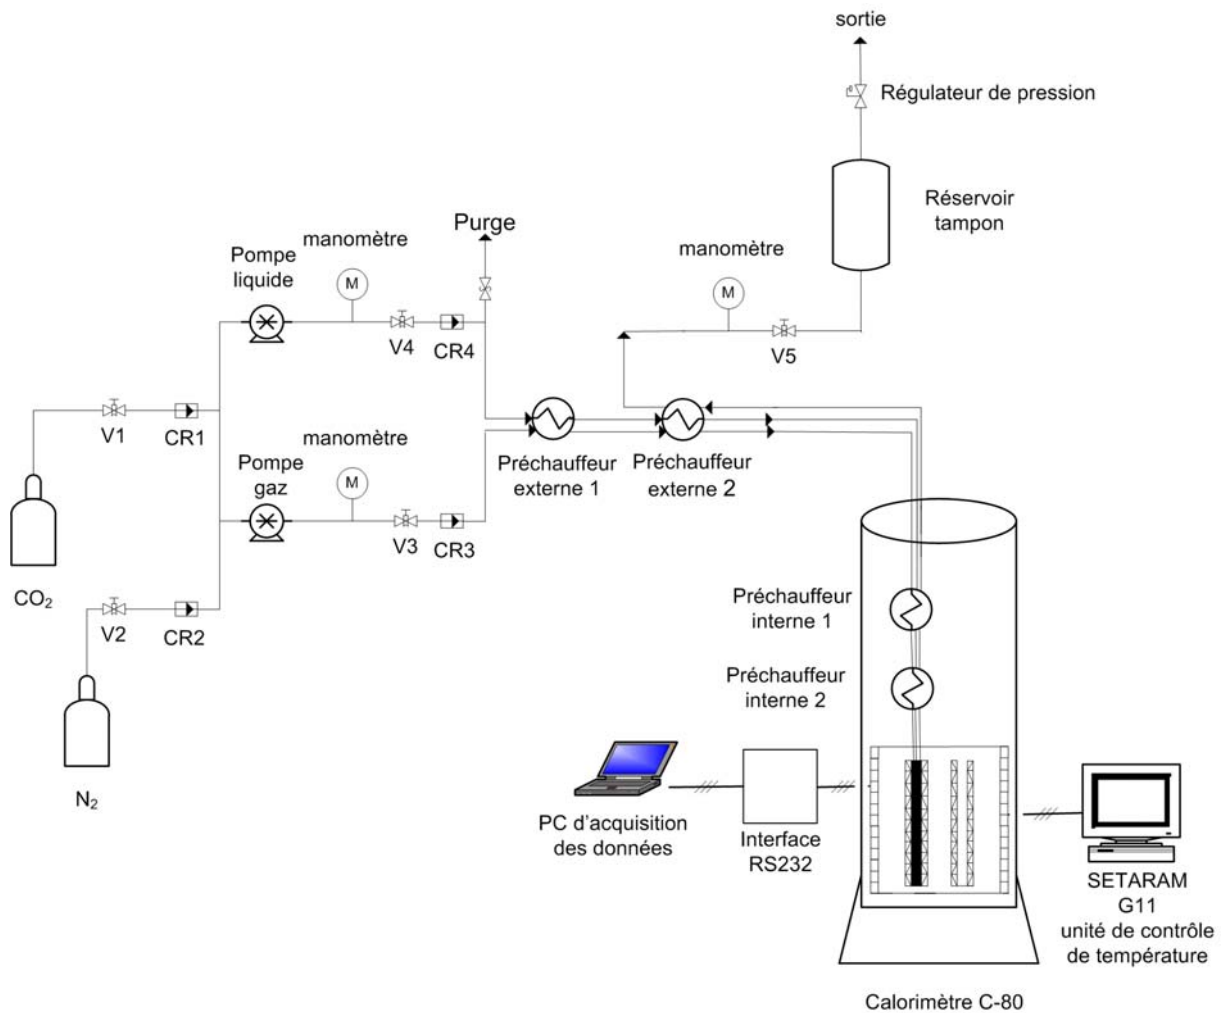 sortie
Régulateur de pression
Réservoir
tampon
Purge
manomètre
Pompe
liquide
M
V4
CR4
manomètre
M
V5
V1
CR1
manomètre
Pompe
gaz
M
V3
CR3
Préchauffeur
externe 1
Préchauffeur
externe 2
CO₂
V2
CR2
N₂
Préchauffeur
interne 1
Préchauffeur
interne 2
PC d'acquisition
des données
Interface
RS232
SETARAM
G11
unité de contrôle
de température
Calorimètre C-80